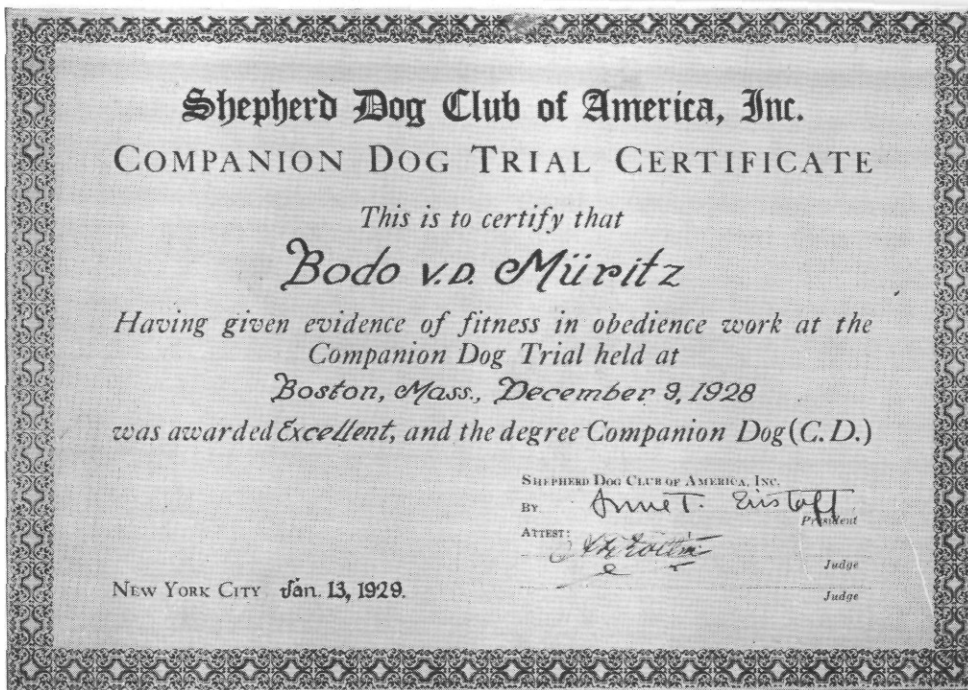 Shepherd Dog Club of America, Inc.
COMPANION DOG TRIAL CERTIFICATE
This is to certify that
Bodo v.D. Müritz
Having given evidence of fitness in obedience work at the
Companion Dog Trial held at
Boston, Mass., December 9, 1928
was awarded Excellent, and the degree Companion Dog (C.D.)
SHEPHERD DOG CLUB OF AMERICA, INC.
BY Anne T.
President
ATTEST:
Judge
NEW YORK CITY Jan. 13, 1929.
Judge